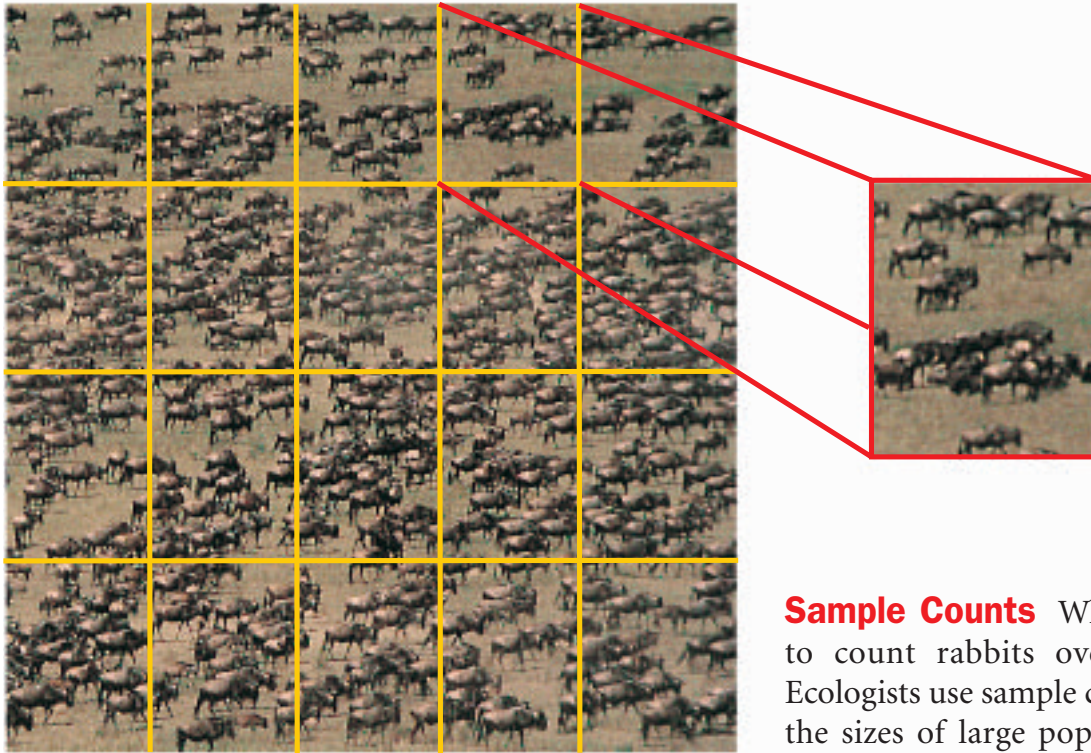 Sample Counts
to count rabbits
Ecologists use sample
the sizes of large